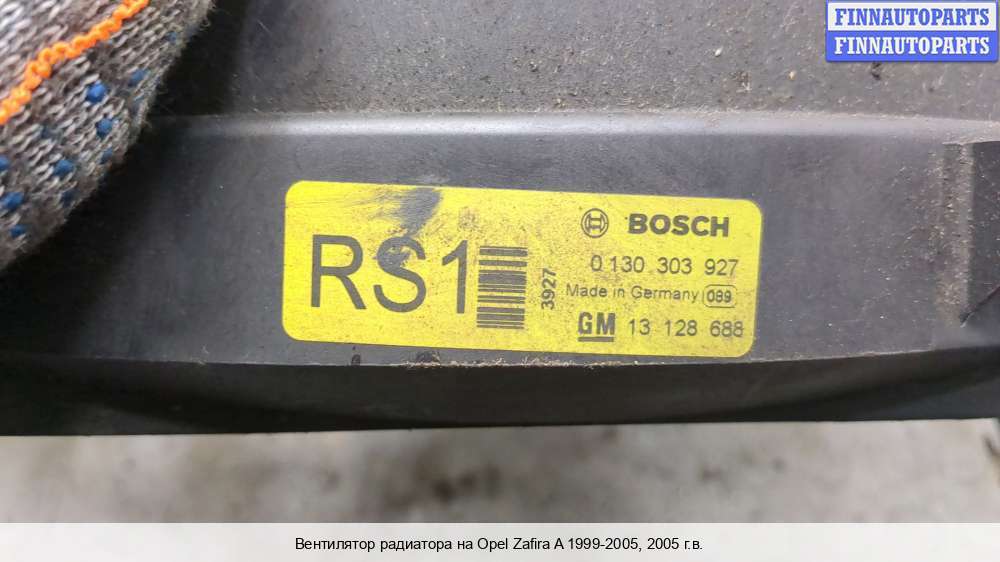 FINNAUTOPARTS
FINNAUTOPARTS
RS1
3927
BOSCH
0 130 303 927
Made in Germany 089
GM 13 128 688
Вентилятор радиатора на Opel Zafira A 1999-2005, 2005 г.в.